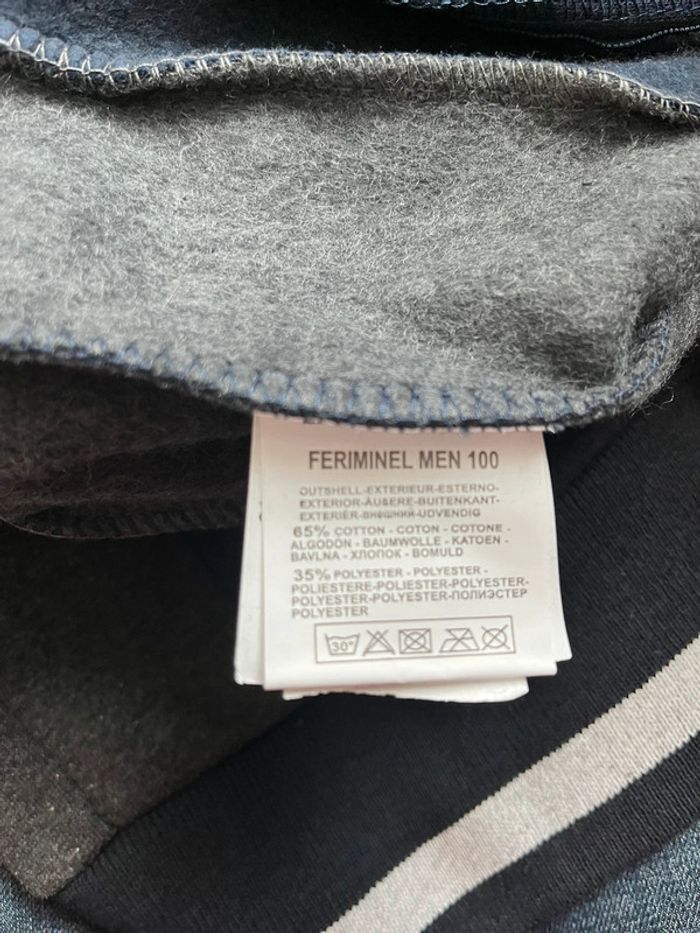 FERIMINEL MEN 100
OUTSHELL-EXTERIEUR-ESTERNO-
EXTERIOR-ÄUßERE-BUITENKANT-
EXTERIÉR-ВНЕШНИЙ-UDVENDIG
65% COTTON - COTON - COTONE -
ALGODÓN - BAUMWOLLE - KATOEN -
BAVLNA - ХЛОПОК - BOMULD
35% POLYESTER - POLYESTER -
POLIESTERE-POLIESTER-POLYESTER-
POLYESTER-POLYESTER-ПОЛИЭСТЕР
POLYESTER
30°